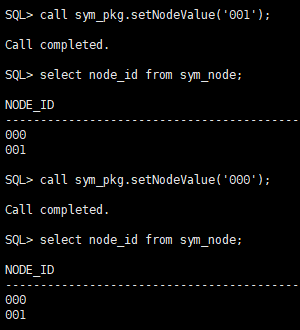 SQL> call sym_pkg.setNodeValue('001');
Call completed.
SQL> select node_id from sym_node;
NODE_ID
------------------------------------------
000
001
SQL> call sym_pkg.setNodeValue('000');
Call completed.
SQL> select node_id from sym_node;
NODE_ID
------------------------------------------
000
001